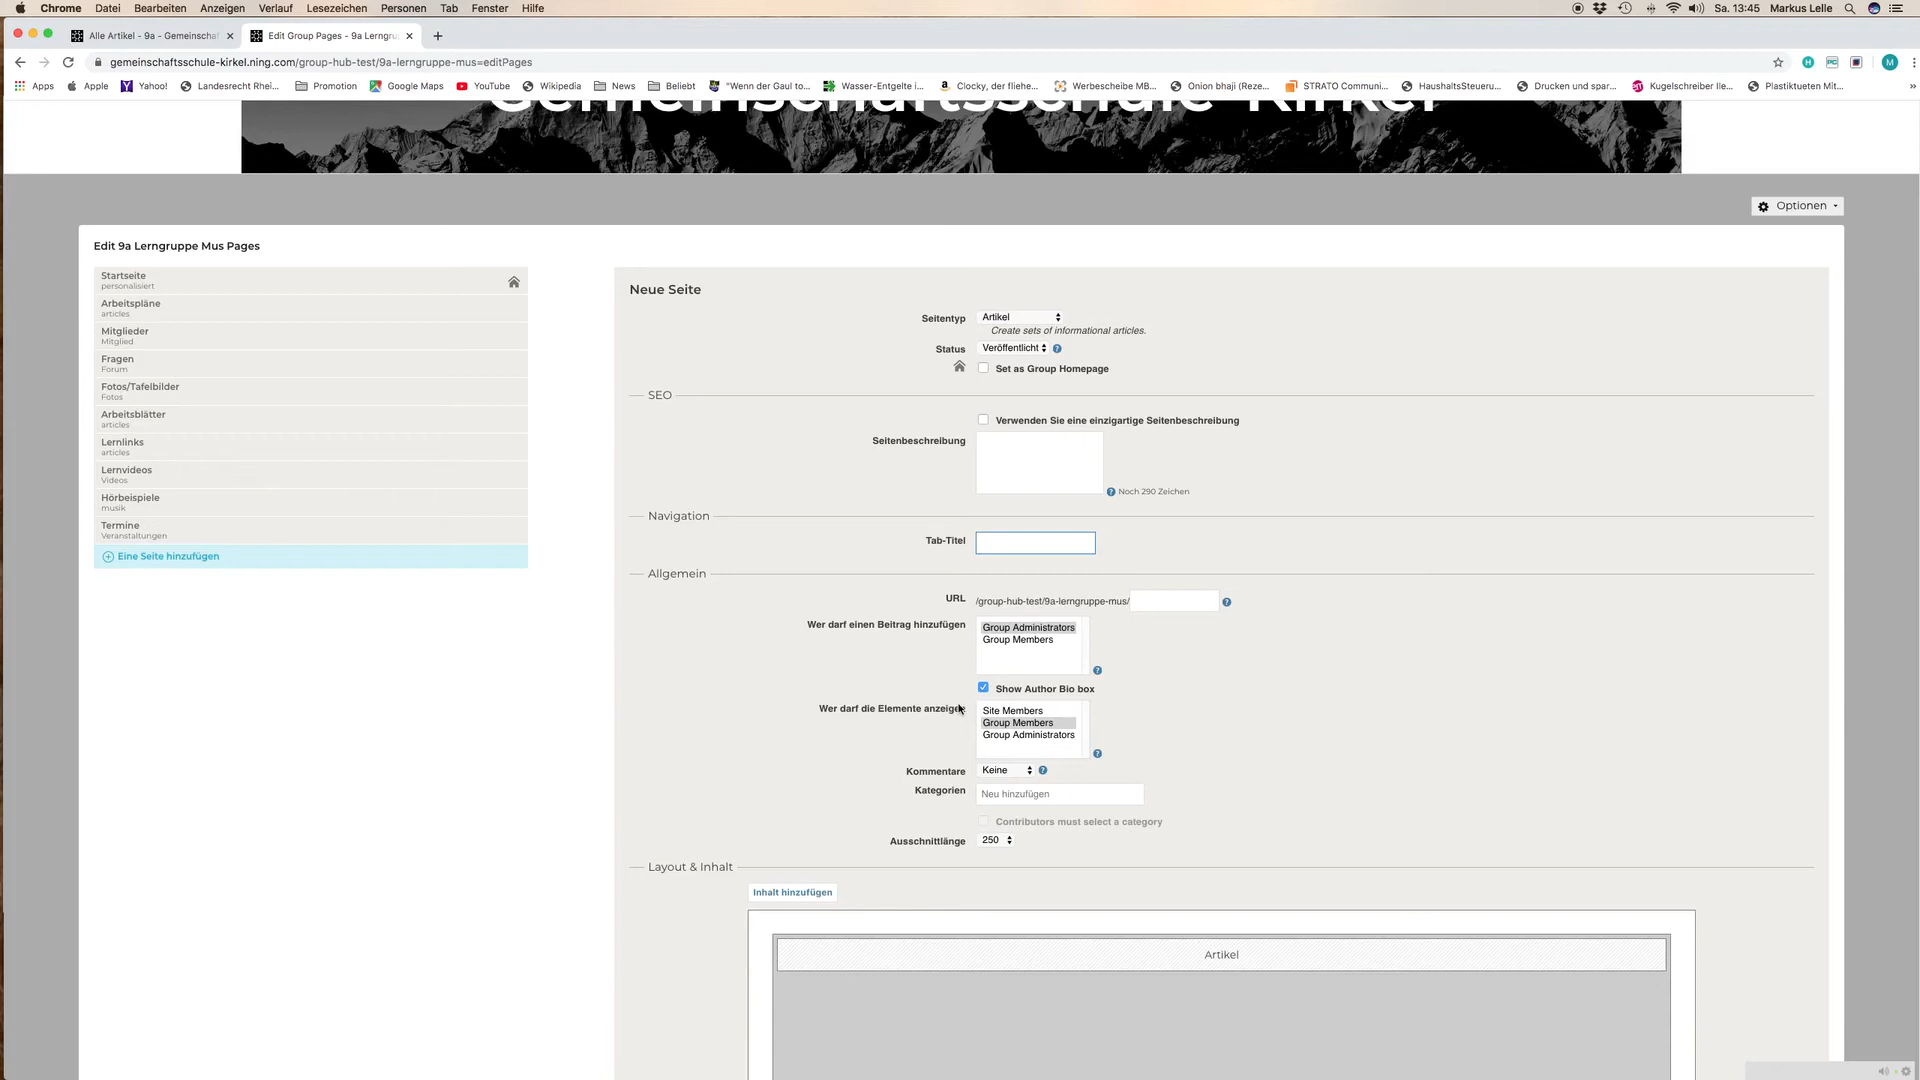 Chrome Datei Bearbeiten Anzeigen Verlauf Lesezeichen Personen Tab Fenster Hilfe Sa. 13:45 Markus Lelle
Alle Artikel - 9a - Gemeinscha Edit Group Pages - 9a Lerngru
gemeinschaftsschule-kirkel.ning.com/group-hub-test/9a-lerngruppe-mus=editPages
Apps Apple Yahoo! Landesrecht Rhei... Promotion Google Maps YouTube Wikipedia News Beliebt "Wenn der Gaul to... Wasser-Entgelte i... Clocky, der fliehe... Werbescheibe MB... Onion bhaji (Reze... STRATO Communi... HaushaltsSteueru... Drucken und spar... Kugelschreiber lle... Plastiktueten Mit...
Gemeinschaftsschule Kirkel
Optionen
Edit 9a Lerngruppe Mus Pages
Startseite
personalisiert
Arbeitspläne
articles
Mitglieder
Mitglied
Fragen
Forum
Fotos/Tafelbilder
Fotos
Arbeitsblätter
articles
Lernlinks
articles
Lernvideos
Videos
Hörbeispiele
musik
Termine
Veranstaltungen
Eine Seite hinzufügen
Neue Seite
Seitentyp Artikel
Create sets of informational articles.
Status Veröffentlicht
Set as Group Homepage
SEO
Verwenden Sie eine einzigartige Seitenbeschreibung
Seitenbeschreibung
Noch 290 Zeichen
Navigation
Tab-Titel
Allgemein
URL /group-hub-test/9a-lerngruppe-mus/
Wer darf einen Beitrag hinzufügen Group Administrators
Group Members
Show Author Bio box
Wer darf die Elemente anzeigen Site Members
Group Members
Group Administrators
Kommentare Keine
Kategorien Neu hinzufügen
Contributors must select a category
Ausschnittlänge 250
Layout & Inhalt
Inhalt hinzufügen
Artikel